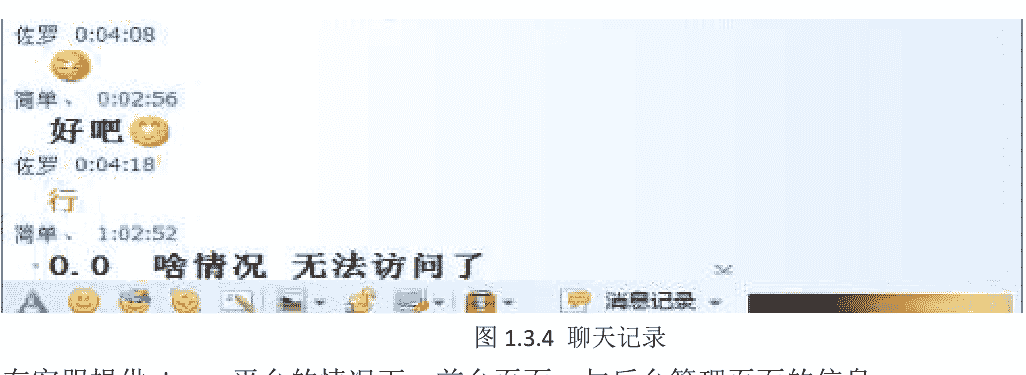 佐罗 0:04:08
简单、 0:02:56
好吧
佐罗 0:04:18
行
简单、 1:02:52
0.0 啥情况 无法访问了
消息记录
图 1.3.4 聊天记录